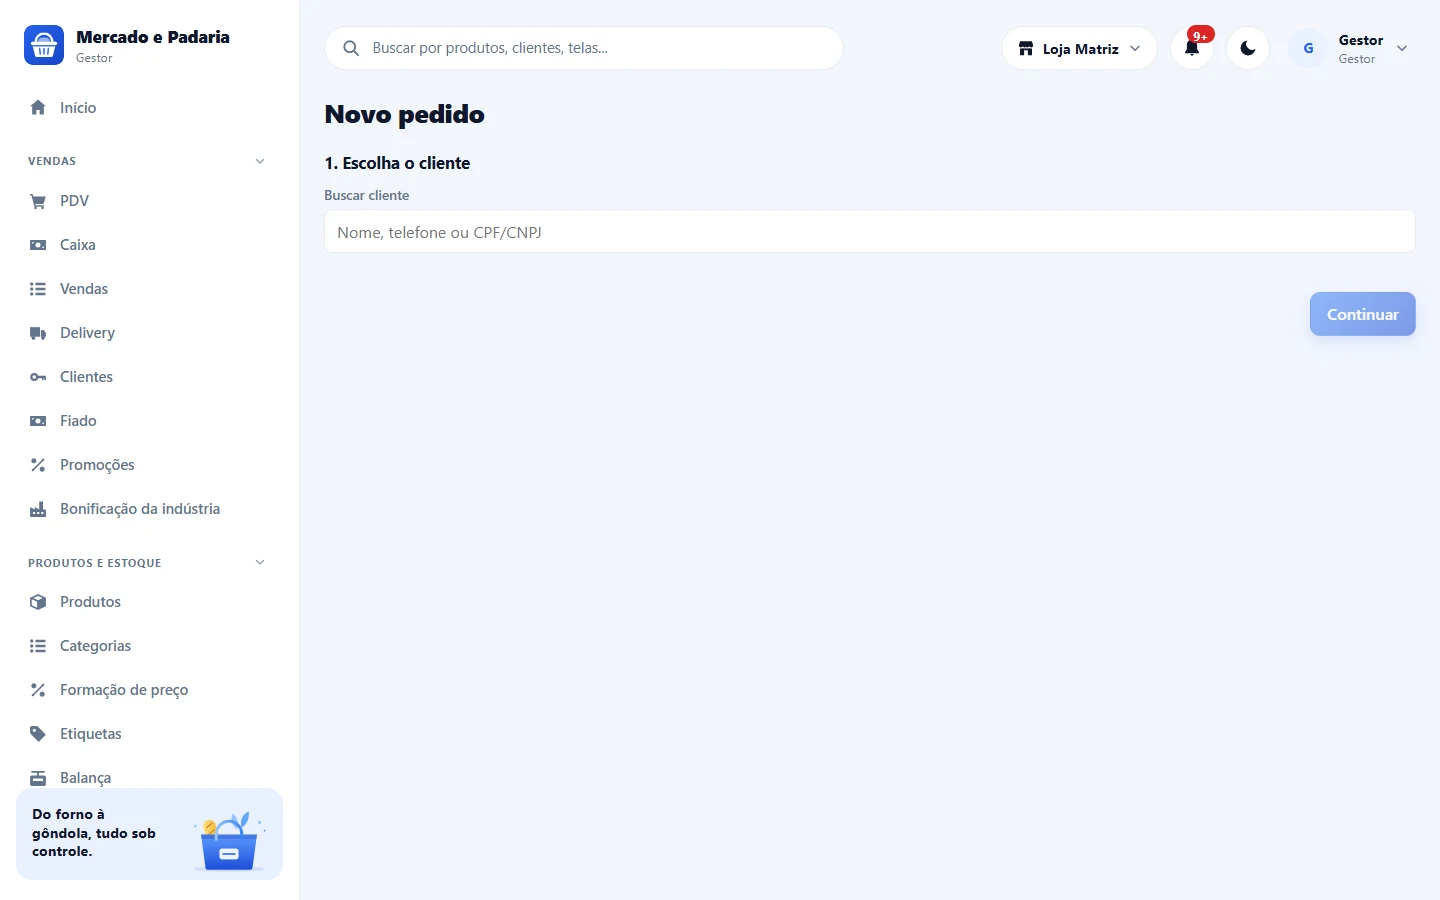 Mercado e Padaria
Gestor
Início
VENDAS
PDV
Caixa
Vendas
Delivery
Clientes
Fiado
Promoções
Bonificação da indústria
PRODUTOS E ESTOQUE
Produtos
Categorias
Formação de preço
Etiquetas
Balança
Do forno à
gôndola, tudo sob
controle.
Buscar por produtos, clientes, telas...
Loja Matriz
9+
G
Gestor
Gestor
Novo pedido
1. Escolha o cliente
Buscar cliente
Nome, telefone ou CPF/CNPJ
Continuar